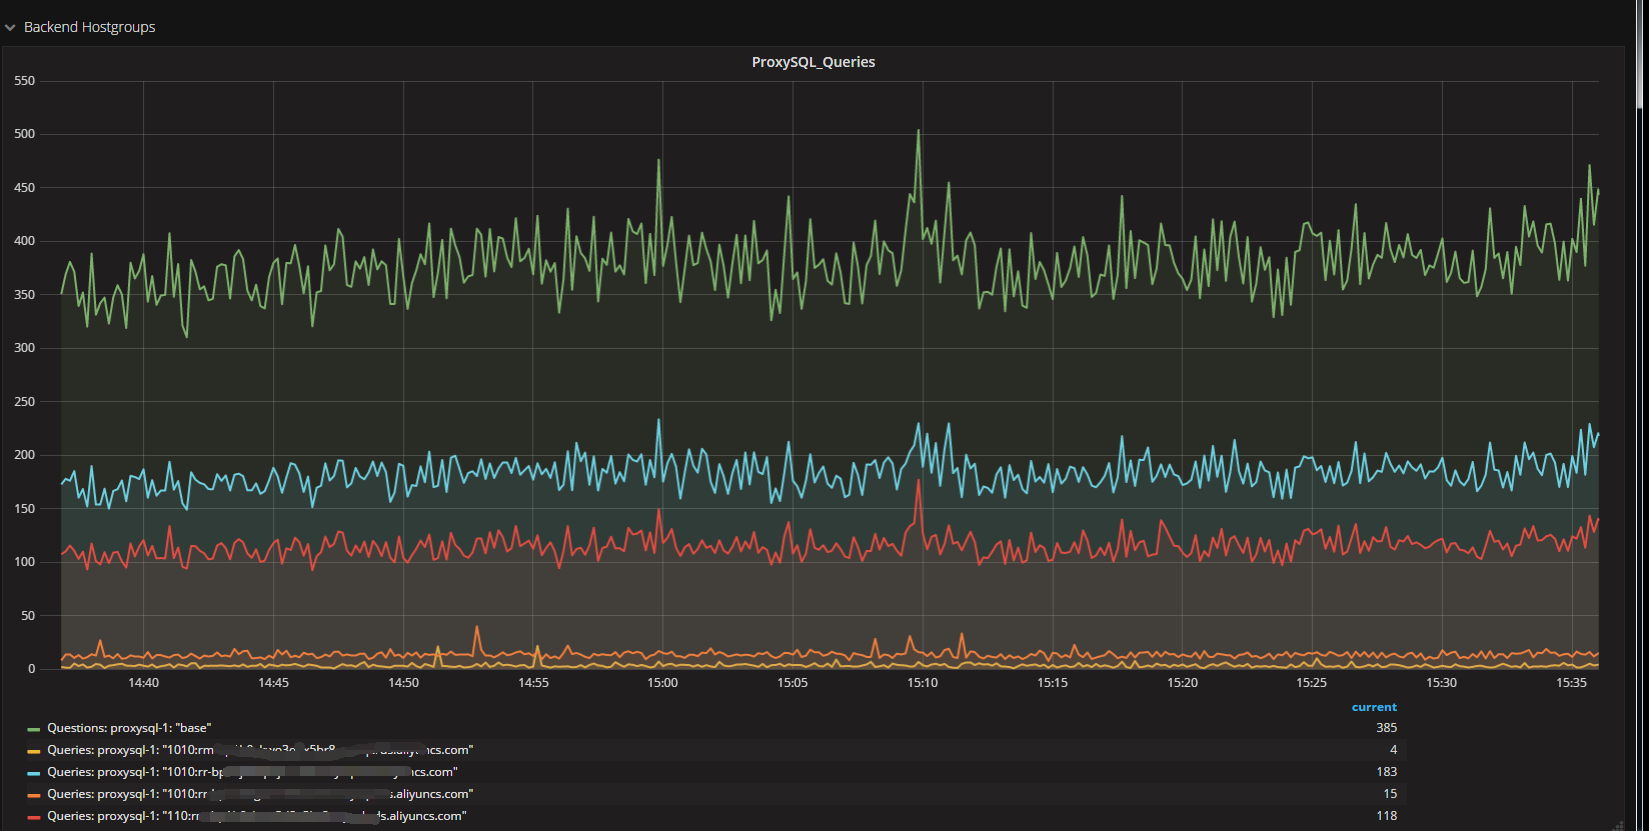 Backend Hostgroups
ProxySQL_Queries
550
500
450
400
350
300
250
200
150
100
50
0
14:40 14:45 14:50 14:55 15:00 15:05 15:10 15:15 15:20 15:25 15:30 15:35
current
Questions: proxysql-1: "base" 385
Queries: proxysql-1: "1010:rm .aliyuncs.com" 4
Queries: proxysql-1: "1010:rr-bp ncs.com" 183
Queries: proxysql-1: "1010:rr s.aliyuncs.com" 15
Queries: proxysql-1: "110:r ds.aliyuncs.com" 118